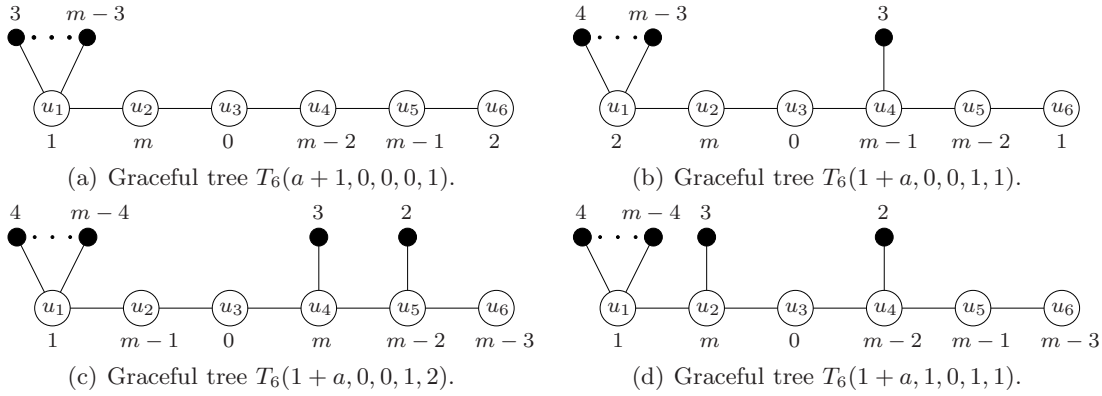 3 m − 3 4 m − 3 3
u1 u2 u3 u4 u5 u6 u1 u2 u3 u4 u5 u6
1 m 0 m − 2 m − 1 2 2 m 0 m − 1 m − 2 1
(a) Graceful tree T6(a + 1, 0, 0, 0, 1). (b) Graceful tree T6(1 + a, 0, 0, 1, 1).
4 m − 4 3 2 4 m − 4 3 2
u1 u2 u3 u4 u5 u6 u1 u2 u3 u4 u5 u6
1 m − 1 0 m m − 2 m − 3 1 m 0 m − 2 m − 1 m − 3
(c) Graceful tree T6(1 + a, 0, 0, 1, 2). (d) Graceful tree T6(1 + a, 1, 0, 1, 1).